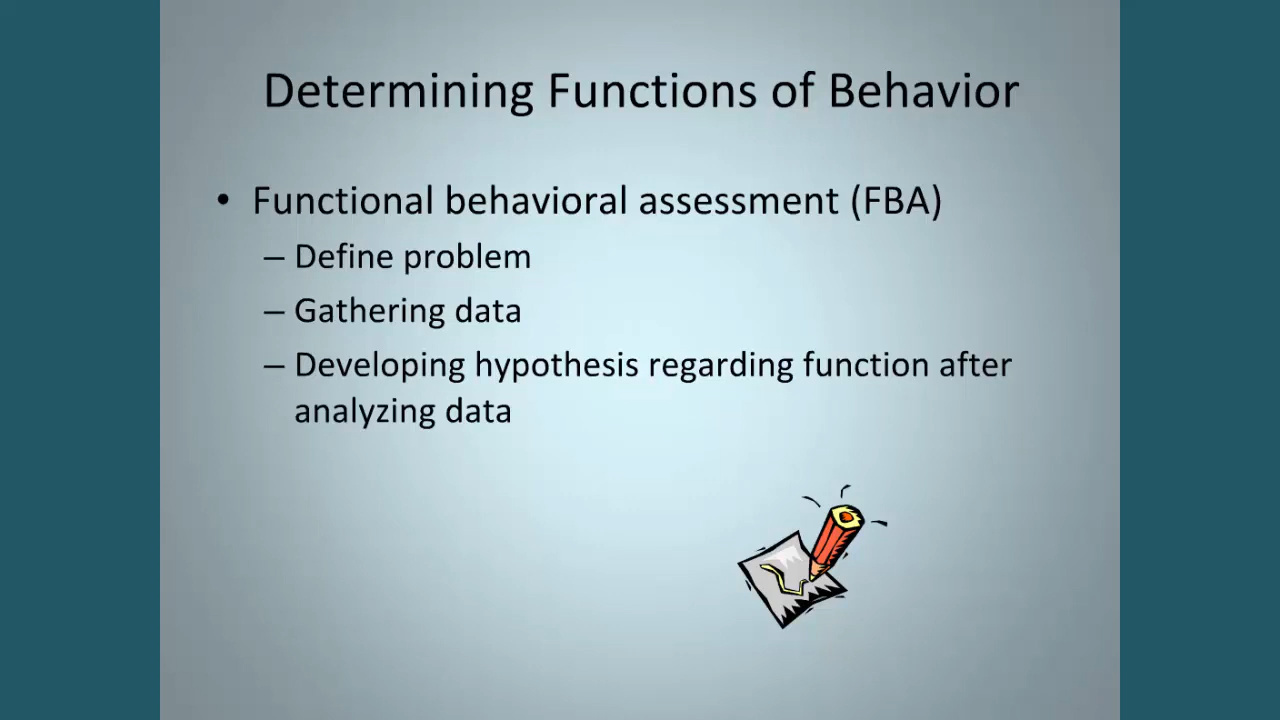 Determining Functions of Behavior
• Functional behavioral assessment (FBA)
– Define problem
– Gathering data
– Developing hypothesis regarding function after
analyzing data